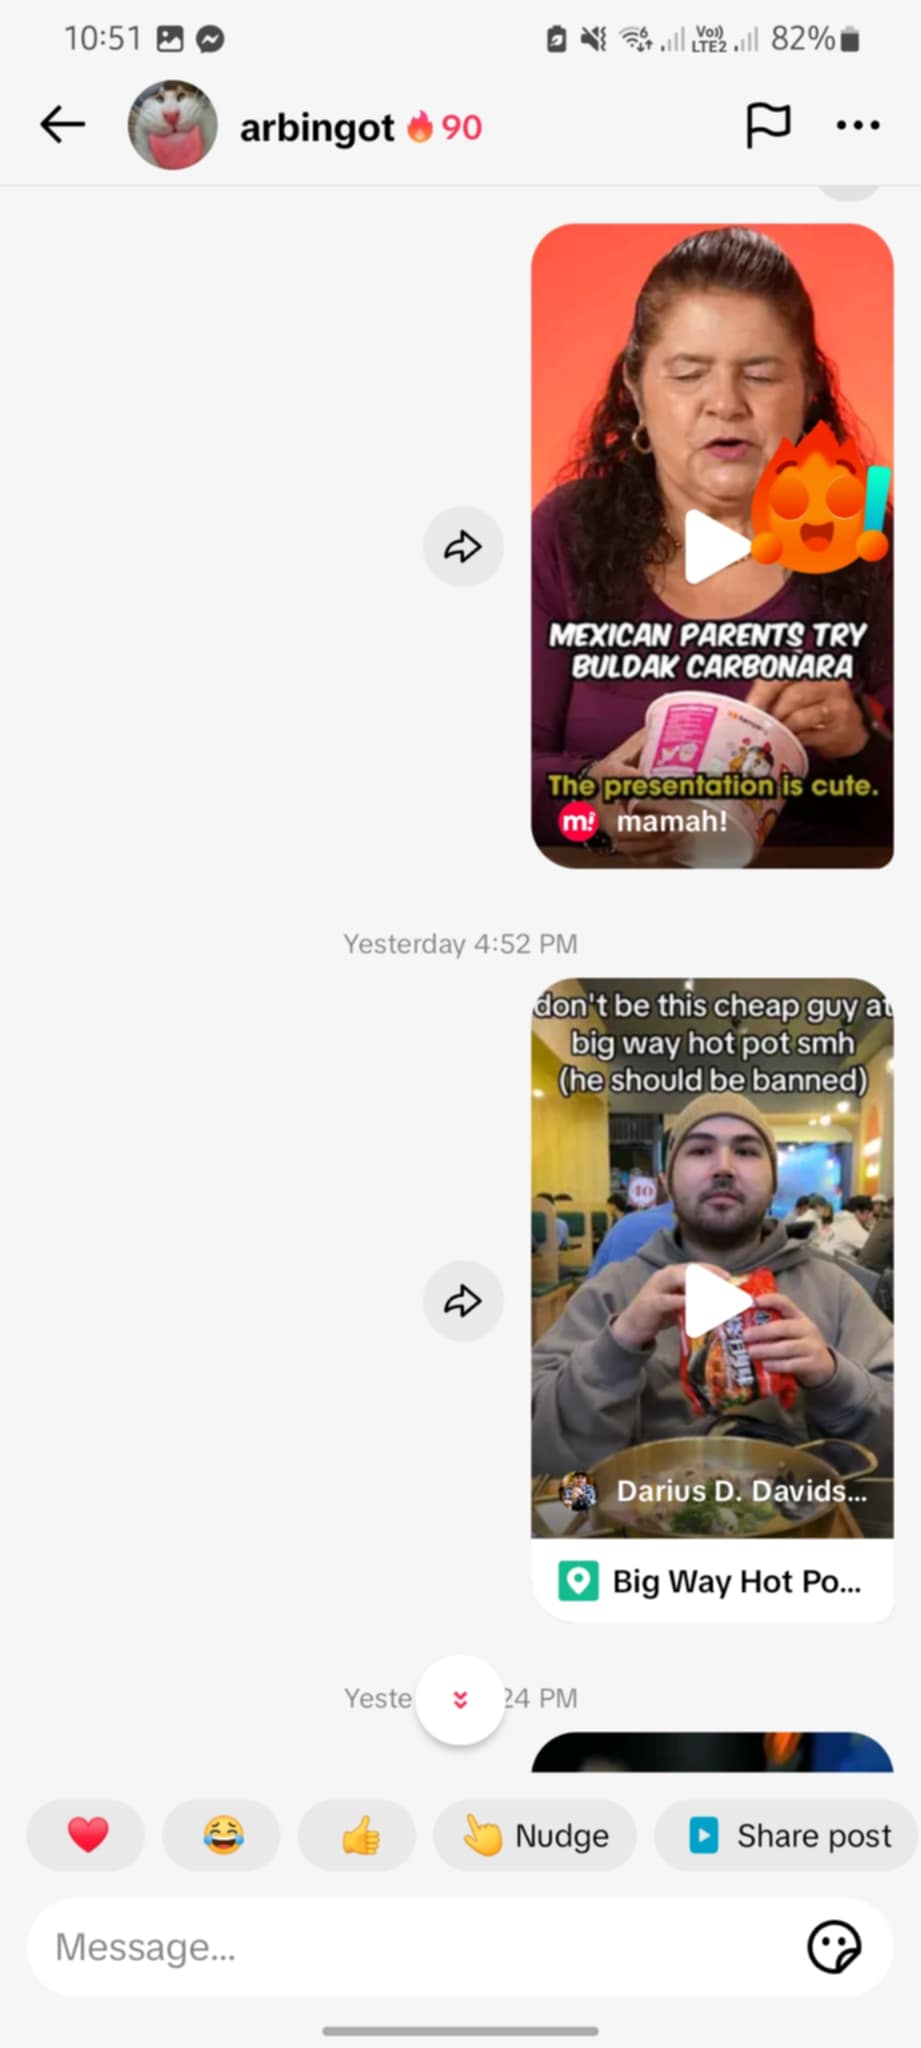 10:51
Vo))
LTE2
6
82%
arbingot 90
MEXICAN PARENTS TRY
BULDAK CARBONARA
The presentation is cute.
m! mamah!
Yesterday 4:52 PM
don't be this cheap guy at
big way hot pot smh
(he should be banned)
40
Darius D. Davids...
Big Way Hot Po...
24 PM
Nudge
Share post
Message...